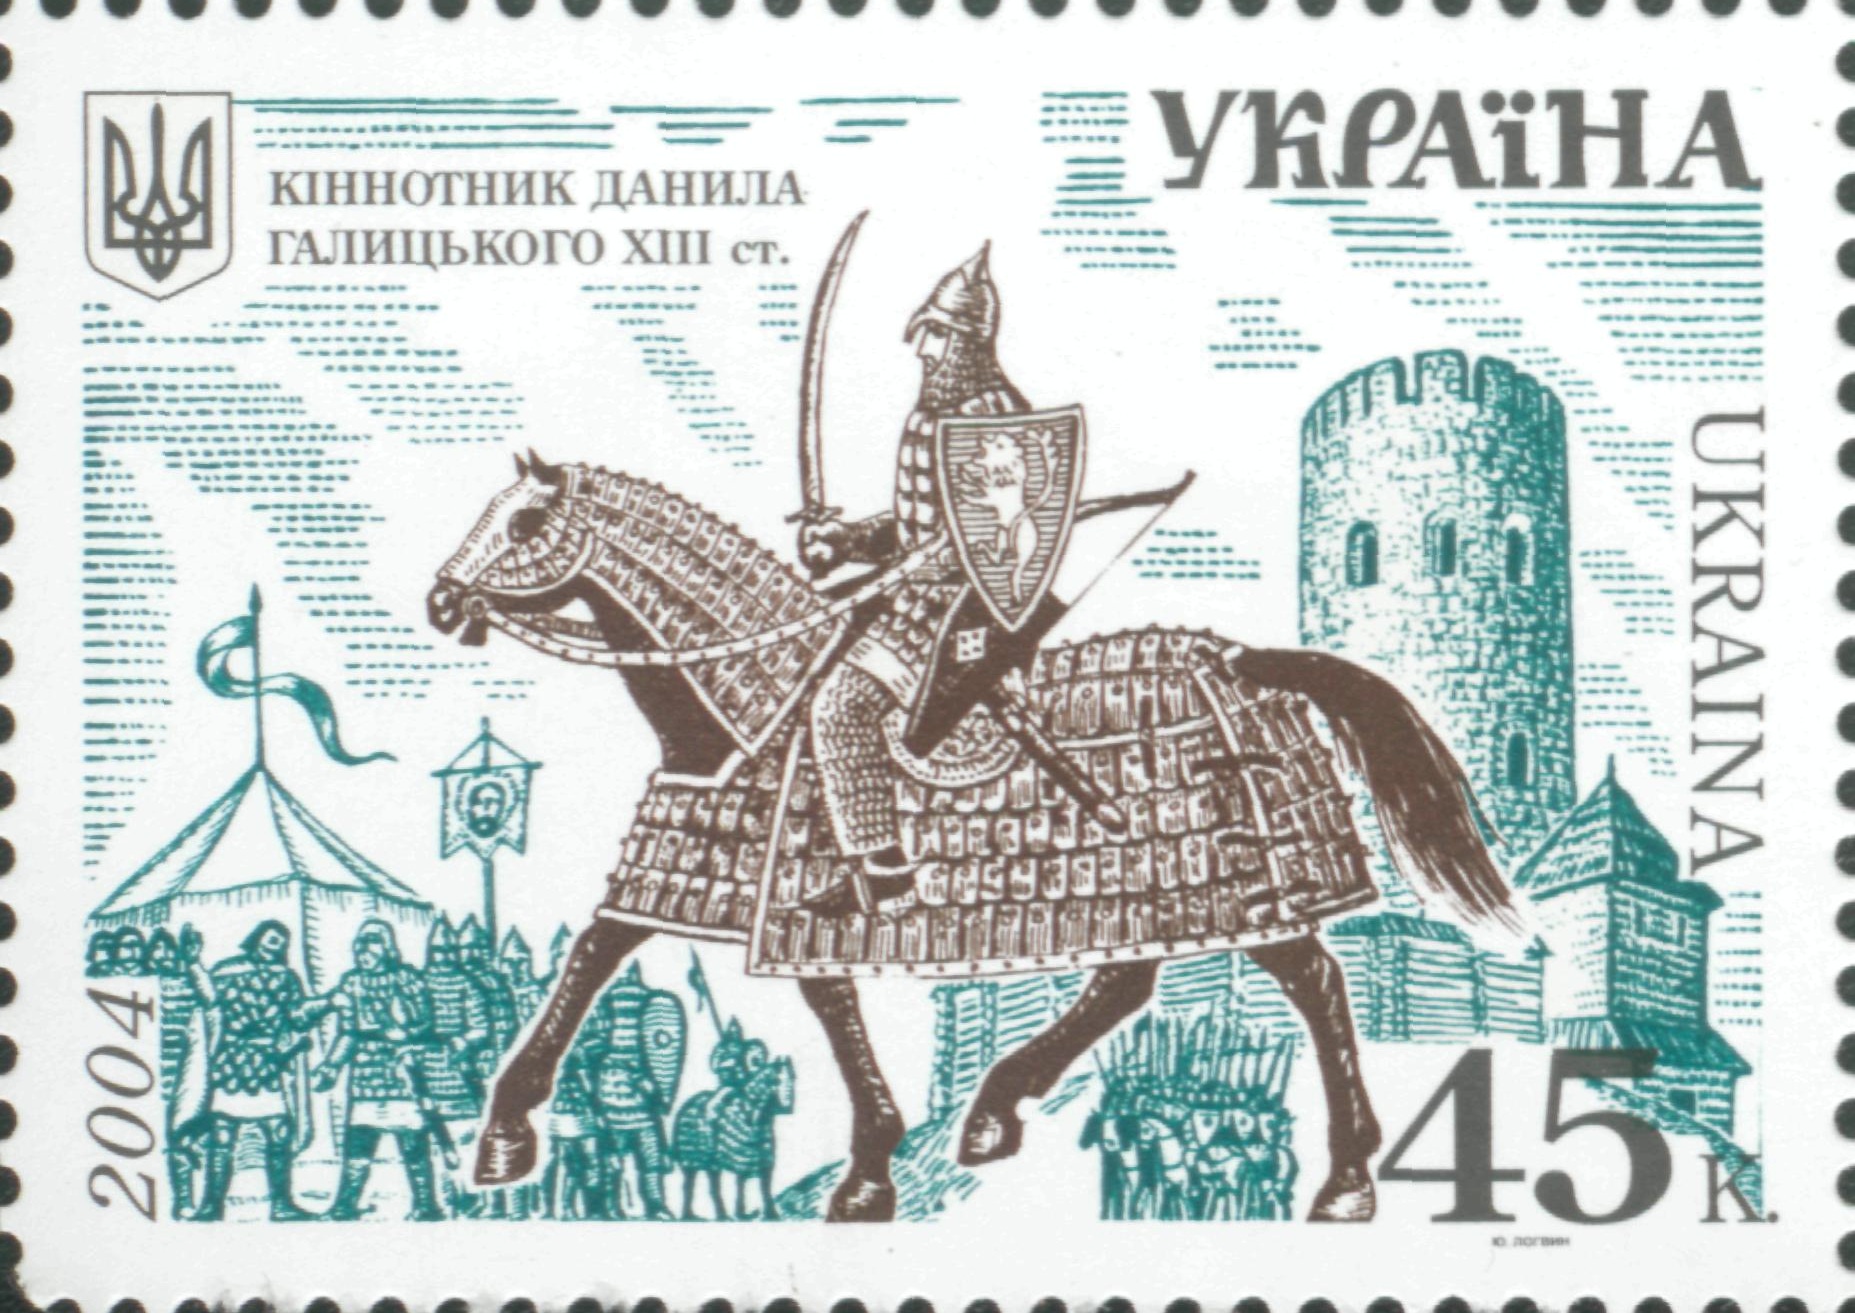 УКРАЇНА
КІННОТНИК ДАНИЛА
ГАЛИЦЬКОГО XIII ст.
UKRAINA
2004
45 к.
Ю. ЛОГВИН